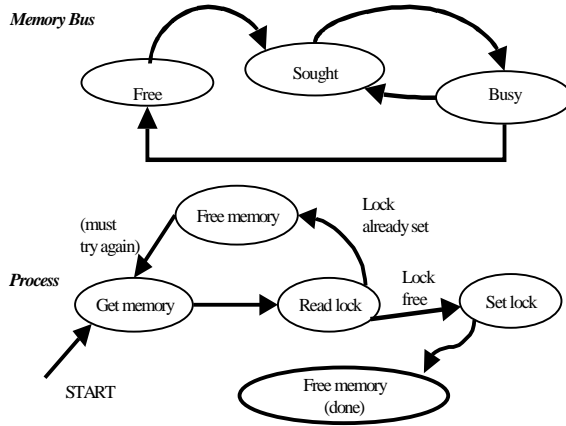 Memory Bus
Free
Sought
Busy
Free memory
Lock
already set
(must
try again)
Process
Get memory
Read lock
Lock
free
Set lock
START
Free memory
(done)